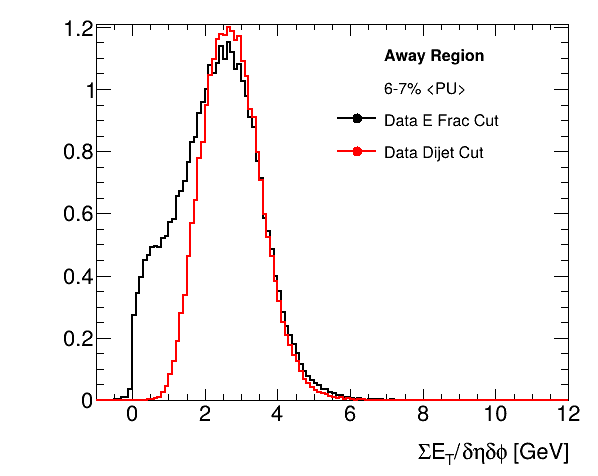 1.2
1
0.8
0.6
0.4
0.2
0
0 2 4 6 8 10 12
Away Region
6-7% <PU>
Data E Frac Cut
Data Dijet Cut
ΣE_T/δηδϕ [GeV]